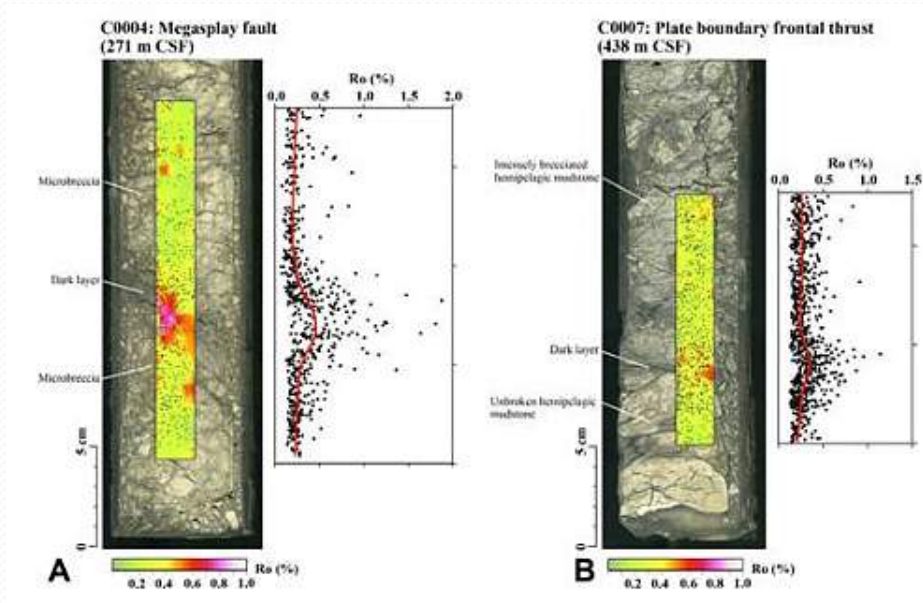 C0004: Megasplay fault
(271 m CSF)
Ro (%)
0.0 0.5 1.0 1.5 2.0
Microbreccia
Dark layer
Microbreccia
5 cm
0
A
Ro (%)
0.2 0.4 0.6 0.8 1.0
C0007: Plate boundary frontal thrust
(438 m CSF)
Intensely brecciated
hemipelagic mudstone
Ro (%)
0.0 0.5 1.0 1.5
Dark layer
Unbroken hemipelagic
mudstone
5 cm
0
B
Ro (%)
0.2 0.4 0.6 0.8 1.0